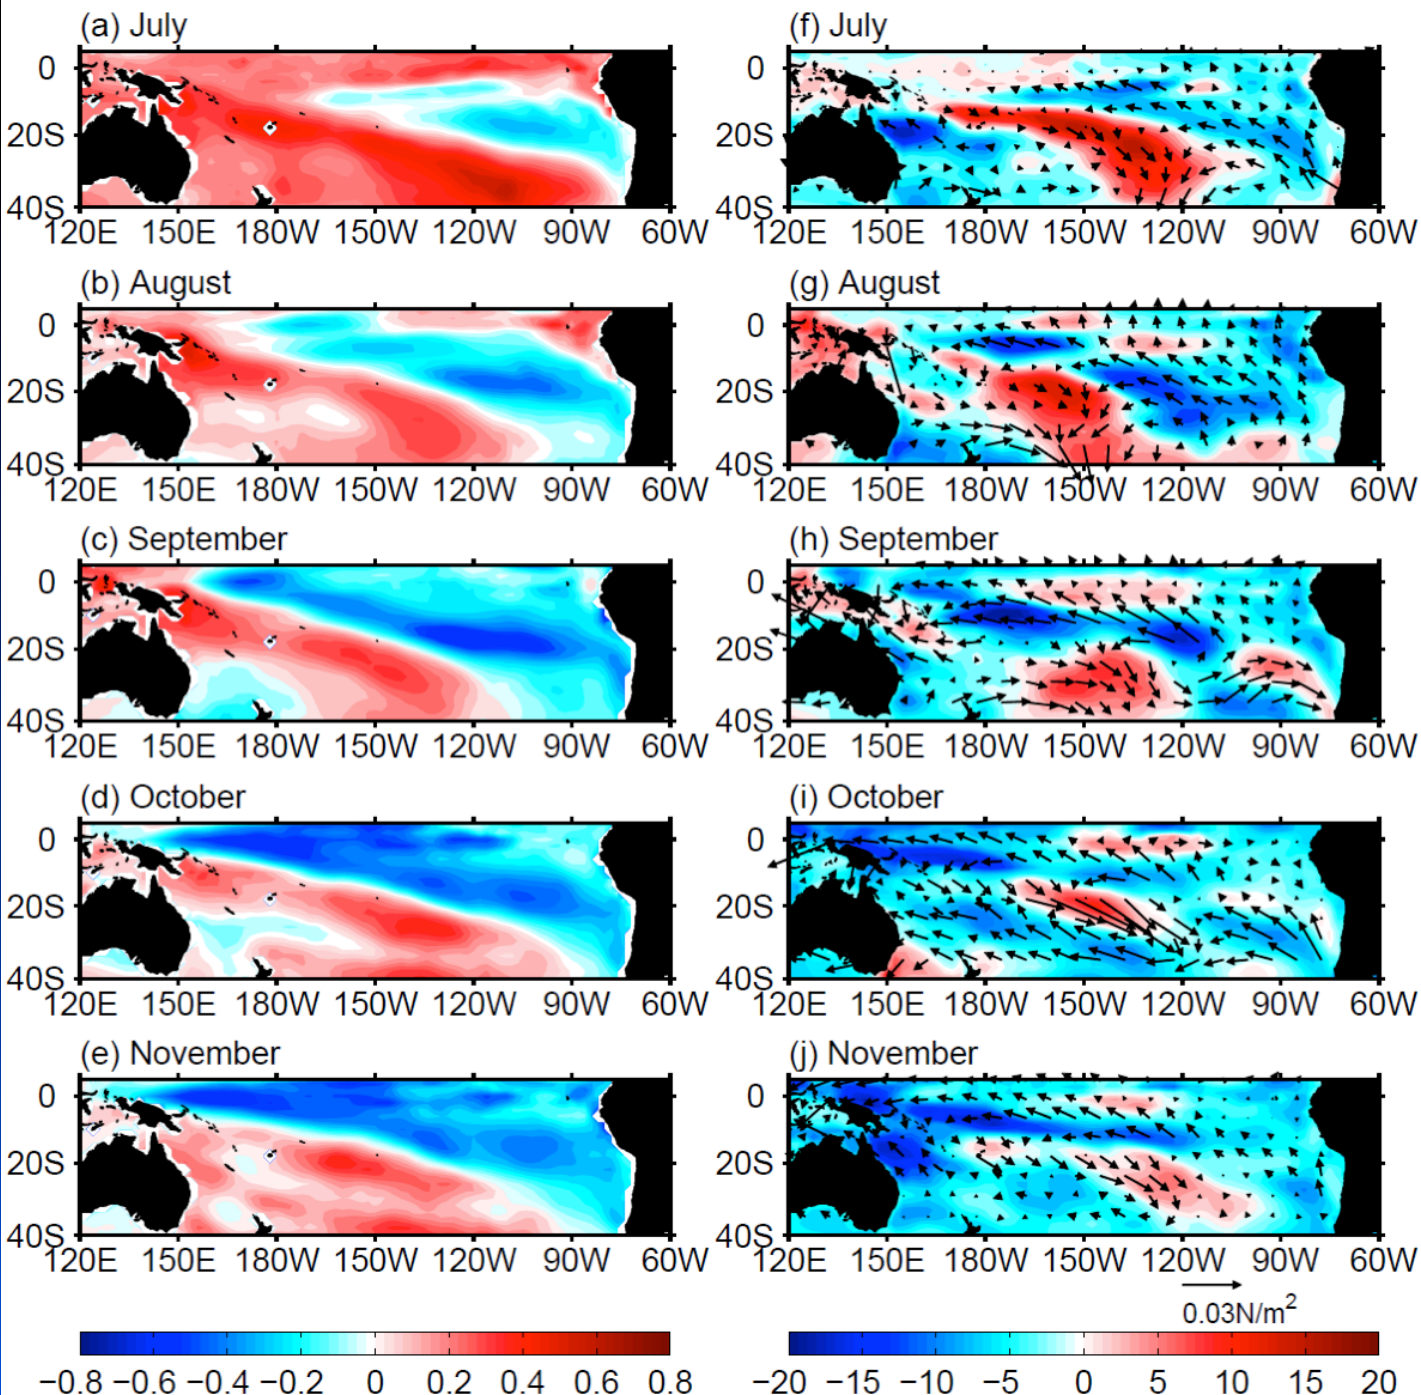 (a) July
0
20S
40S
120E 150E 180W 150W 120W 90W 60W
(f) July
0
20S
40S
120E 150E 180W 150W 120W 90W 60W
(b) August
0
20S
40S
120E 150E 180W 150W 120W 90W 60W
(g) August
0
20S
40S
120E 150E 180W 150W 120W 90W 60W
(c) September
0
20S
40S
120E 150E 180W 150W 120W 90W 60W
(h) September
0
20S
40S
120E 150E 180W 150W 120W 90W 60W
(d) October
0
20S
40S
120E 150E 180W 150W 120W 90W 60W
(i) October
0
20S
40S
120E 150E 180W 150W 120W 90W 60W
(e) November
0
20S
40S
120E 150E 180W 150W 120W 90W 60W
(j) November
0
20S
40S
120E 150E 180W 150W 120W 90W 60W
0.03N/m²
−0.8 −0.6 −0.4 −0.2 0 0.2 0.4 0.6 0.8
−20 −15 −10 −5 0 5 10 15 20